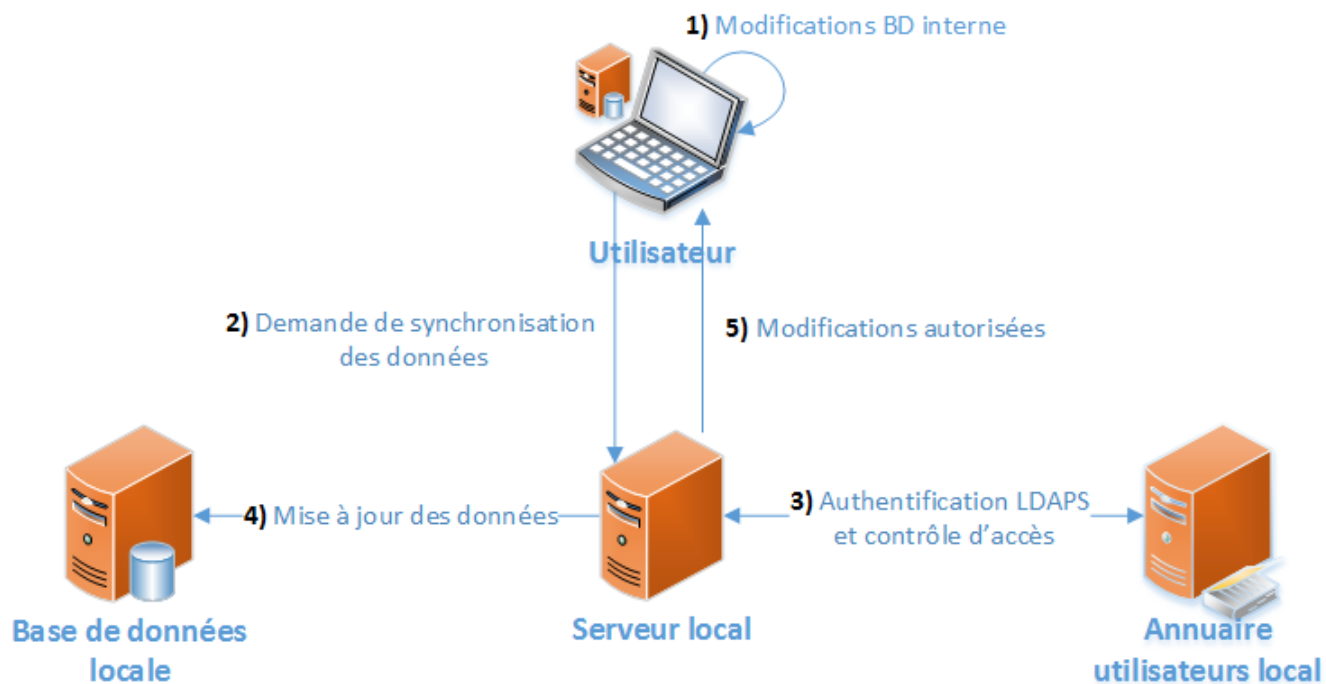 1) Modifications BD interne
Utilisateur
2) Demande de synchronisation
des données
5) Modifications autorisées
4) Mise à jour des données
3) Authentification LDAPS
et contrôle d’accès
Base de données
locale
Serveur local
Annuaire
utilisateurs local